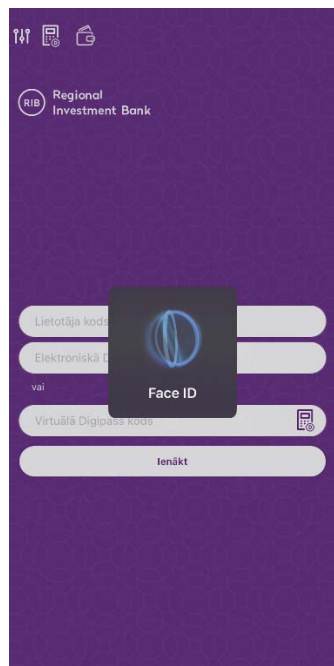 RIB
Regional
Investment Bank
Lietotāja kods
Elektroniskā
vai
Face ID
Virtuālā Digipass kods
Ienākt